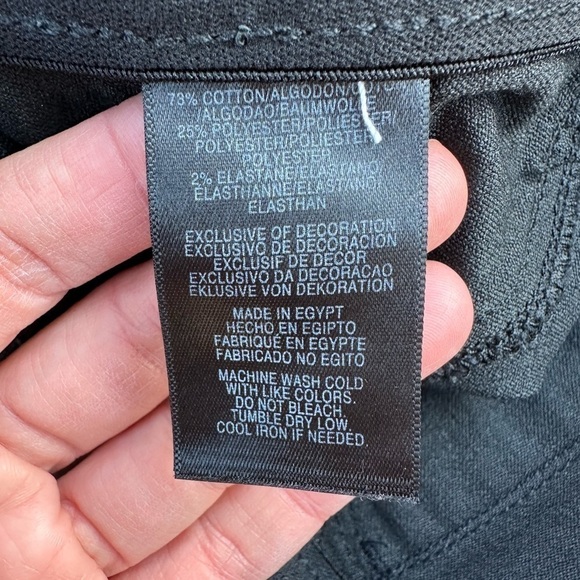 73% COTTON/ALGODON/
/ALGODAO/BAUMWOLLE
25% POLYESTER/POLIESTER/
POLYESTER/POLIESTER/
POLYESTER
2% ELASTANE/ELASTANO
ELASTHANNE/ELASTANO/
ELASTHAN
EXCLUSIVE OF DECORATION
EXCLUSIVO DE DECORACION
EXCLUSIF DE DECOR
EXCLUSIVO DA DECORACAO
EKLUSIVE VON DEKORATION
MADE IN EGYPT
HECHO EN EGIPTO
FABRIQUÉ EN EGYPTE
FABRICADO NO EGITO
MACHINE WASH COLD
WITH LIKE COLORS.
DO NOT BLEACH.
TUMBLE DRY LOW.
COOL IRON IF NEEDED.